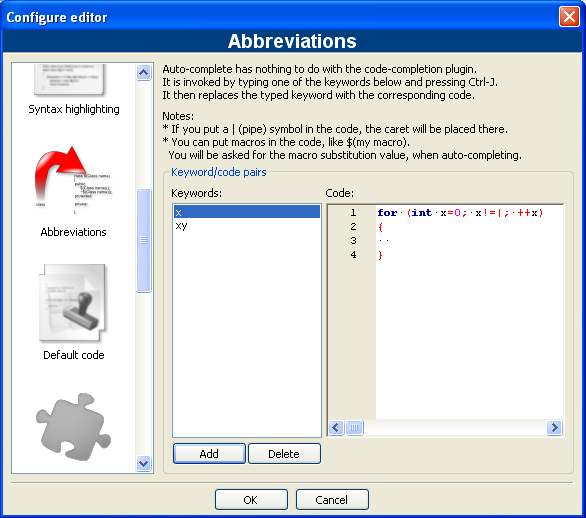 Configure editor
Abbreviations
Auto-complete has nothing to do with the code-completion plugin.
It is invoked by typing one of the keywords below and pressing Ctrl-J.
It then replaces the typed keyword with the corresponding code.
Notes:
* If you put a | (pipe) symbol in the code, the caret will be placed there.
* You can put macros in the code, like $(my macro).
You will be asked for the macro substitution value, when auto-completing.
Syntax highlighting
Abbreviations
Default code
Keyword/code pairs
Keywords:
x
xy
Add
Delete
Code:
1 for·(int·x=0;·x!=|;·++x)
2 {
3 ··
4 }
OK
Cancel